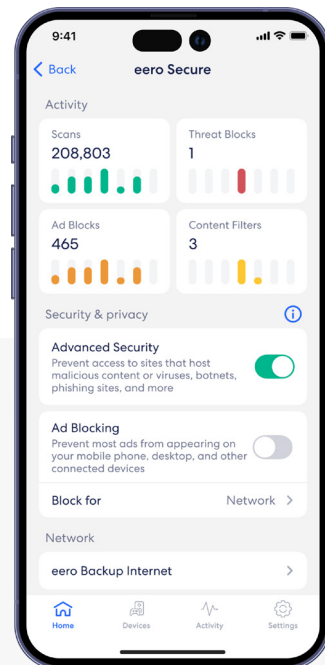 9:41
Back
eero Secure
Activity
Scans
208,803
Threat Blocks
1
Ad Blocks
465
Content Filters
3
Security & privacy
Advanced Security
Prevent access to sites that host
malicious content or viruses, botnets,
phishing sites, and more
Ad Blocking
Prevent most ads from appearing on
your mobile phone, desktop, and other
connected devices
Block for
Network
Network
eero Backup Internet
Home
Devices
Activity
Settings